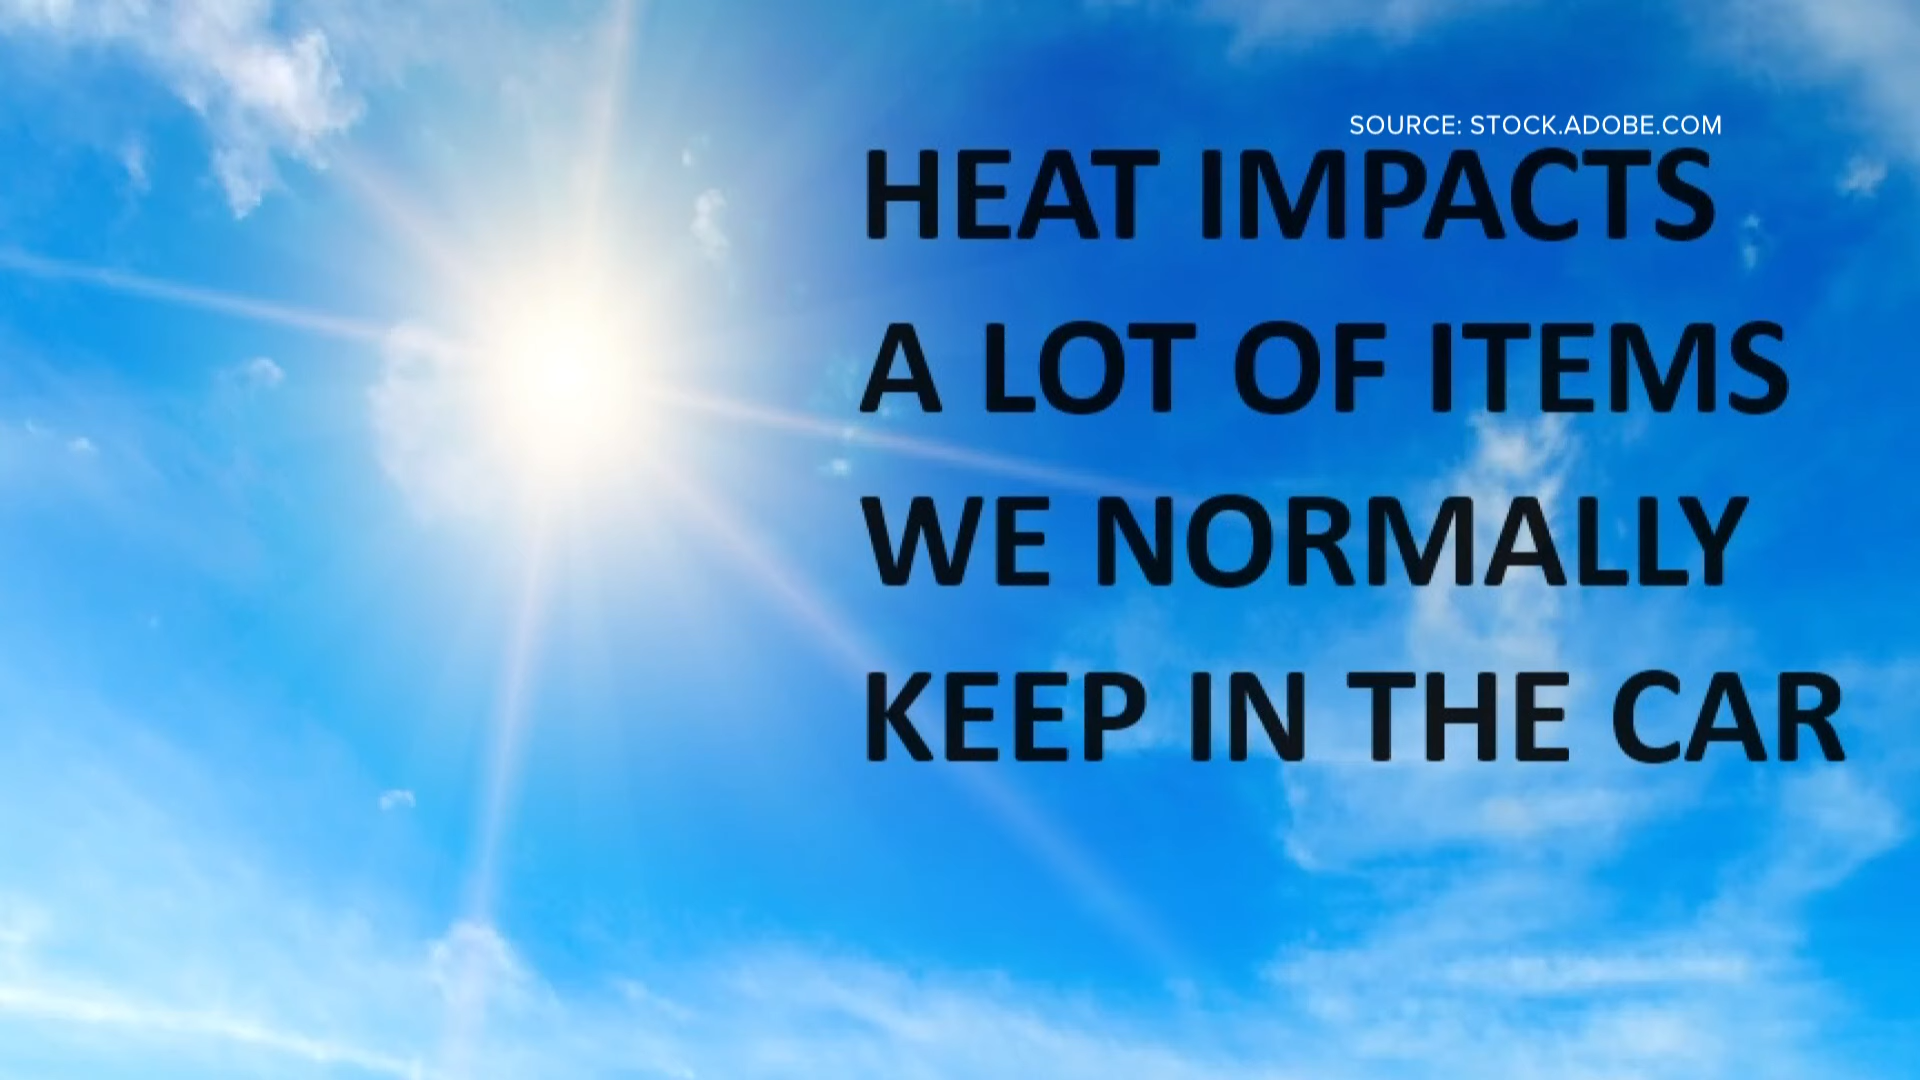 SOURCE: STOCK.ADOBE.COM
HEAT IMPACTS
A LOT OF ITEMS
WE NORMALLY
KEEP IN THE CAR